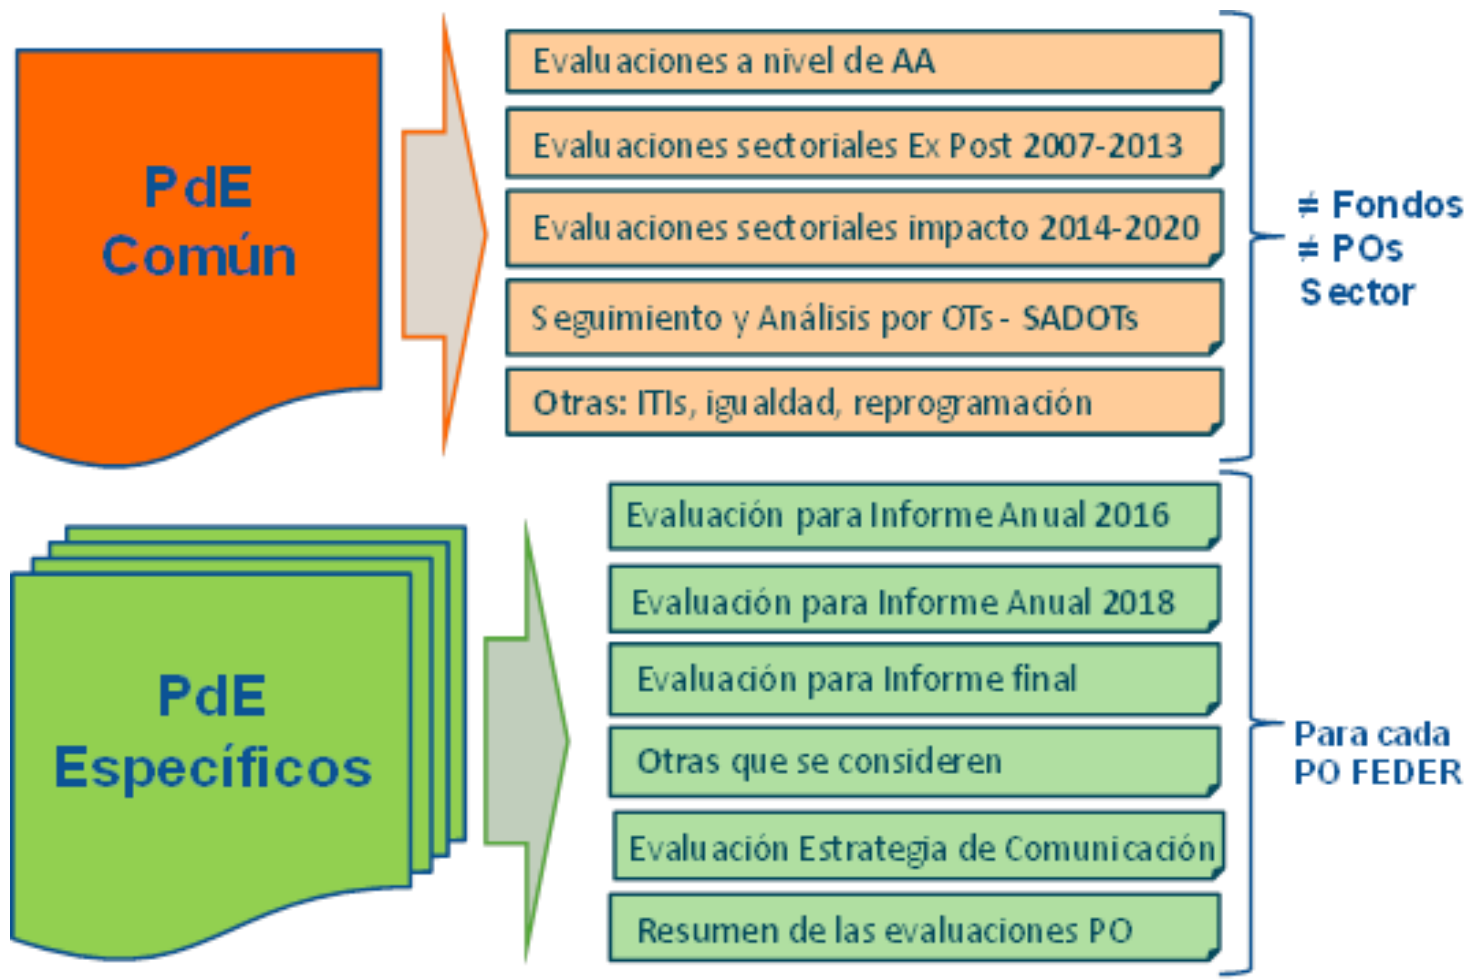 PdE
Común
Evaluaciones a nivel de AA
Evaluaciones sectoriales Ex Post 2007-2013
Evaluaciones sectoriales impacto 2014-2020
Seguimiento y Análisis por OTs - SADOTs
Otras: ITIs, igualdad, reprogramación
≠ Fondos
≠ POs
Sector
PdE
Específicos
Evaluación para Informe Anual 2016
Evaluación para Informe Anual 2018
Evaluación para Informe final
Otras que se consideren
Evaluación Estrategia de Comunicación
Resumen de las evaluaciones PO
Para cada
PO FEDER